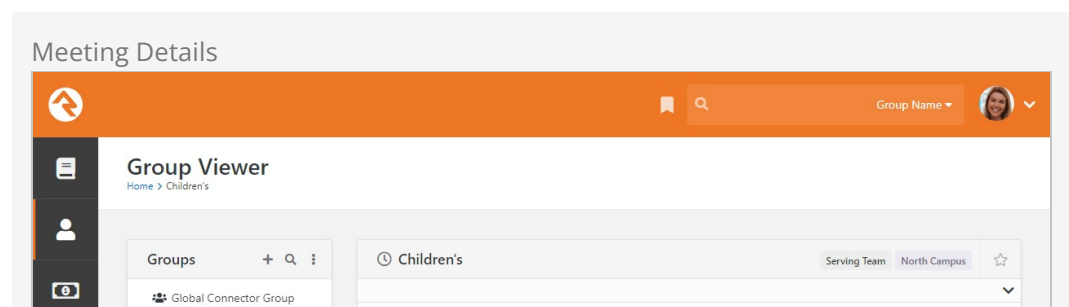 Meeting Details
Group Name
Group Viewer
Home > Children's
Groups
Children's
Serving Team North Campus
Global Connector Group